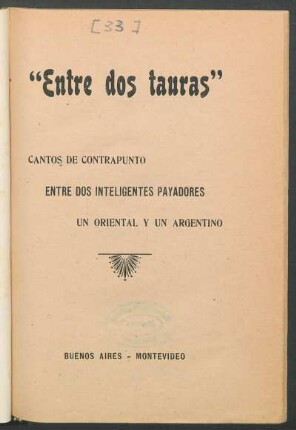 [33]
"Entre dos tauras"
CANTOS DE CONTRAPUNTO
ENTRE DOS INTELIGENTES PAYADORES
UN ORIENTAL Y UN ARGENTINO
BUENOS AIRES - MONTEVIDEO